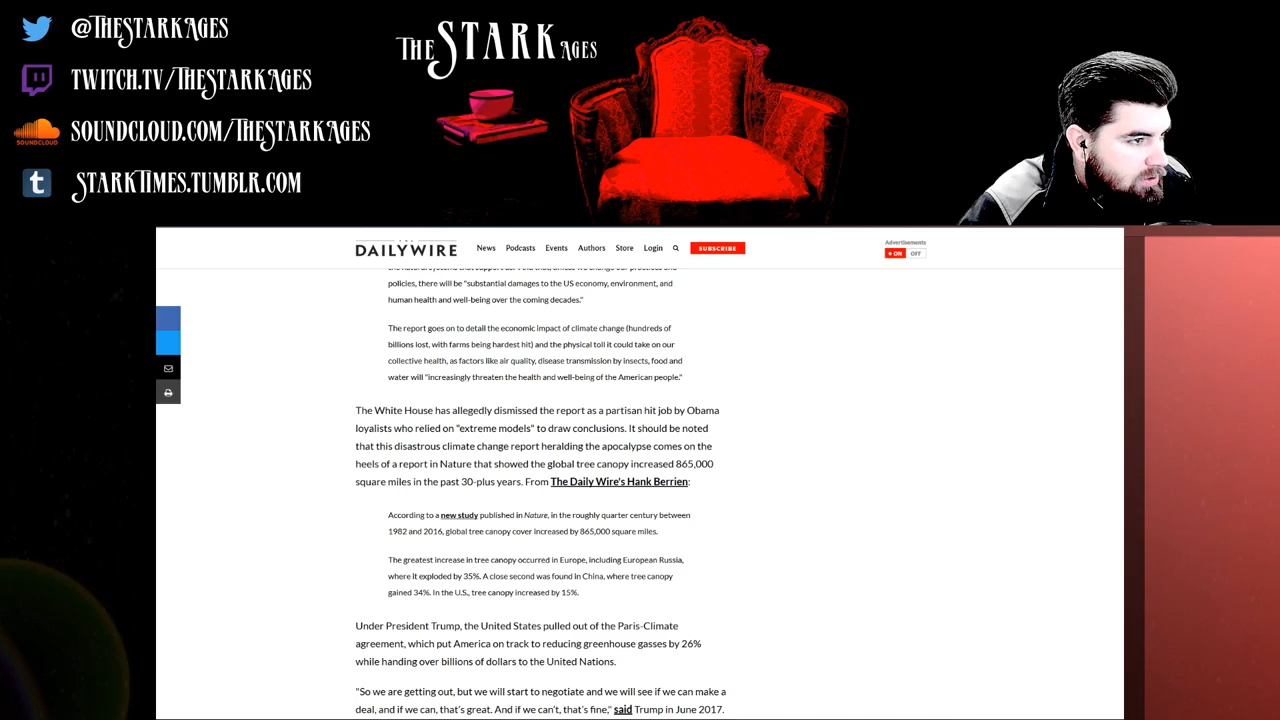 @THESTARKAGES
TWITCH.TV/THESTARKAGES
SOUNDCLOUD.COM/THESTARKAGES
SOUNDCLOUD
t
STARKTIMES.TUMBLR.COM
THE STARK AGES
DAILYWIRE
News Podcasts Events Authors Store Login SUBSCRIBE
Advertisements
ON OFF
policies, there will be "substantial damages to the US economy, environment, and
human health and well-being over the coming decades."
The report goes on to detail the economic impact of climate change (hundreds of
billions lost, with farms being hardest hit) and the physical toll it could take on our
collective health, as factors like air quality, disease transmission by insects, food and
water will "increasingly threaten the health and well-being of the American people."
The White House has allegedly dismissed the report as a partisan hit job by Obama
loyalists who relied on "extreme models" to draw conclusions. It should be noted
that this disastrous climate change report heralding the apocalypse comes on the
heels of a report in Nature that showed the global tree canopy increased 865,000
square miles in the past 30-plus years. From The Daily Wire's Hank Berrien:
According to a new study published in Nature, in the roughly quarter century between
1982 and 2016, global tree canopy cover increased by 865,000 square miles.
The greatest increase in tree canopy occurred in Europe, including European Russia,
where it exploded by 35%. A close second was found in China, where tree canopy
gained 34%. In the U.S., tree canopy increased by 15%.
Under President Trump, the United States pulled out of the Paris-Climate
agreement, which put America on track to reducing greenhouse gasses by 26%
while handing over billions of dollars to the United Nations.
"So we are getting out, but we will start to negotiate and we will see if we can make a
deal, and if we can, that's great. And if we can't, that's fine," said Trump in June 2017.